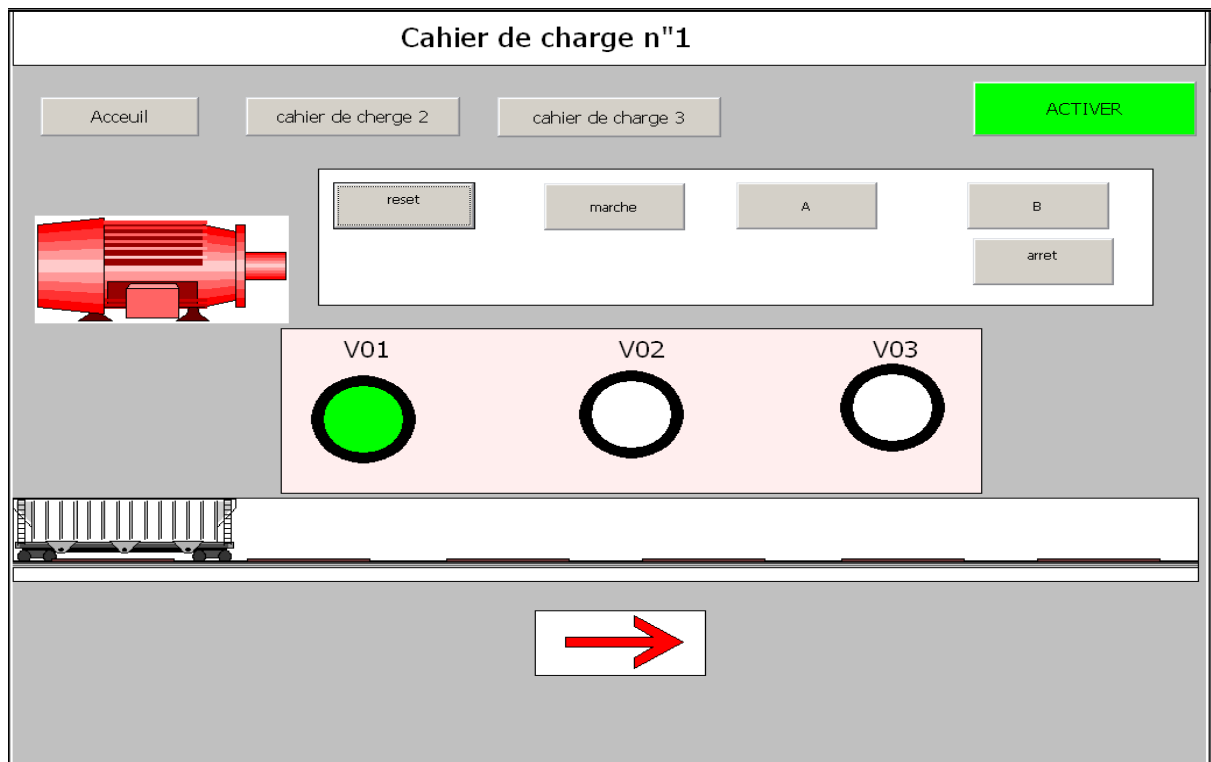 Cahier de charge n"1
Acceuil
cahier de cherge 2
cahier de charge 3
ACTIVER
reset
marche
A
B
arret
V01
V02
V03